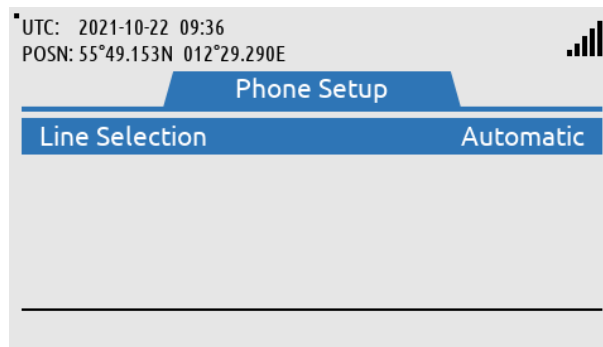 UTC: 2021-10-22 09:36
POSN: 55°49.153N 012°29.290E
Phone Setup
Line Selection Automatic